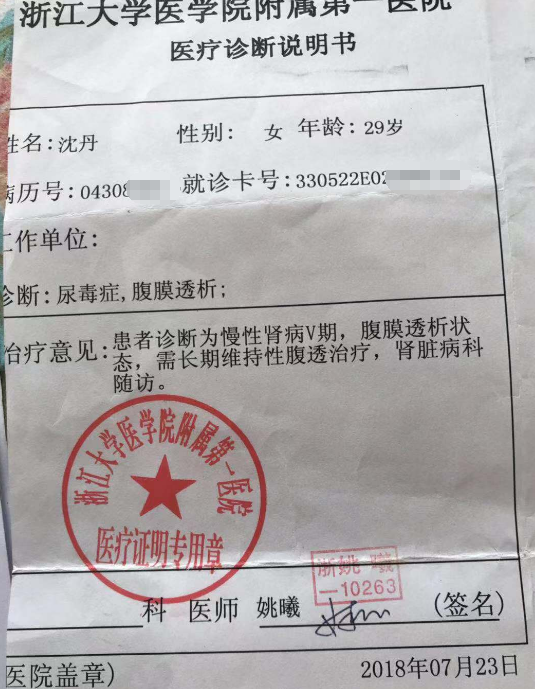 浙江大学医学院附属第一医院
医疗诊断说明书
姓名:沈丹 性别: 女 年龄:29岁
病历号:04308 就诊卡号:330522E02
工作单位:
诊断:尿毒症,腹膜透析;
治疗意见:患者诊断为慢性肾病V期，腹膜透析状
态，需长期维持性腹透治疗，肾脏病科
随访。
浙江大学医学院附属第一医院
医疗证明专用章
浙姚曦
—10263
科 医师 姚曦 (签名)
医院盖章) 2018年07月23日